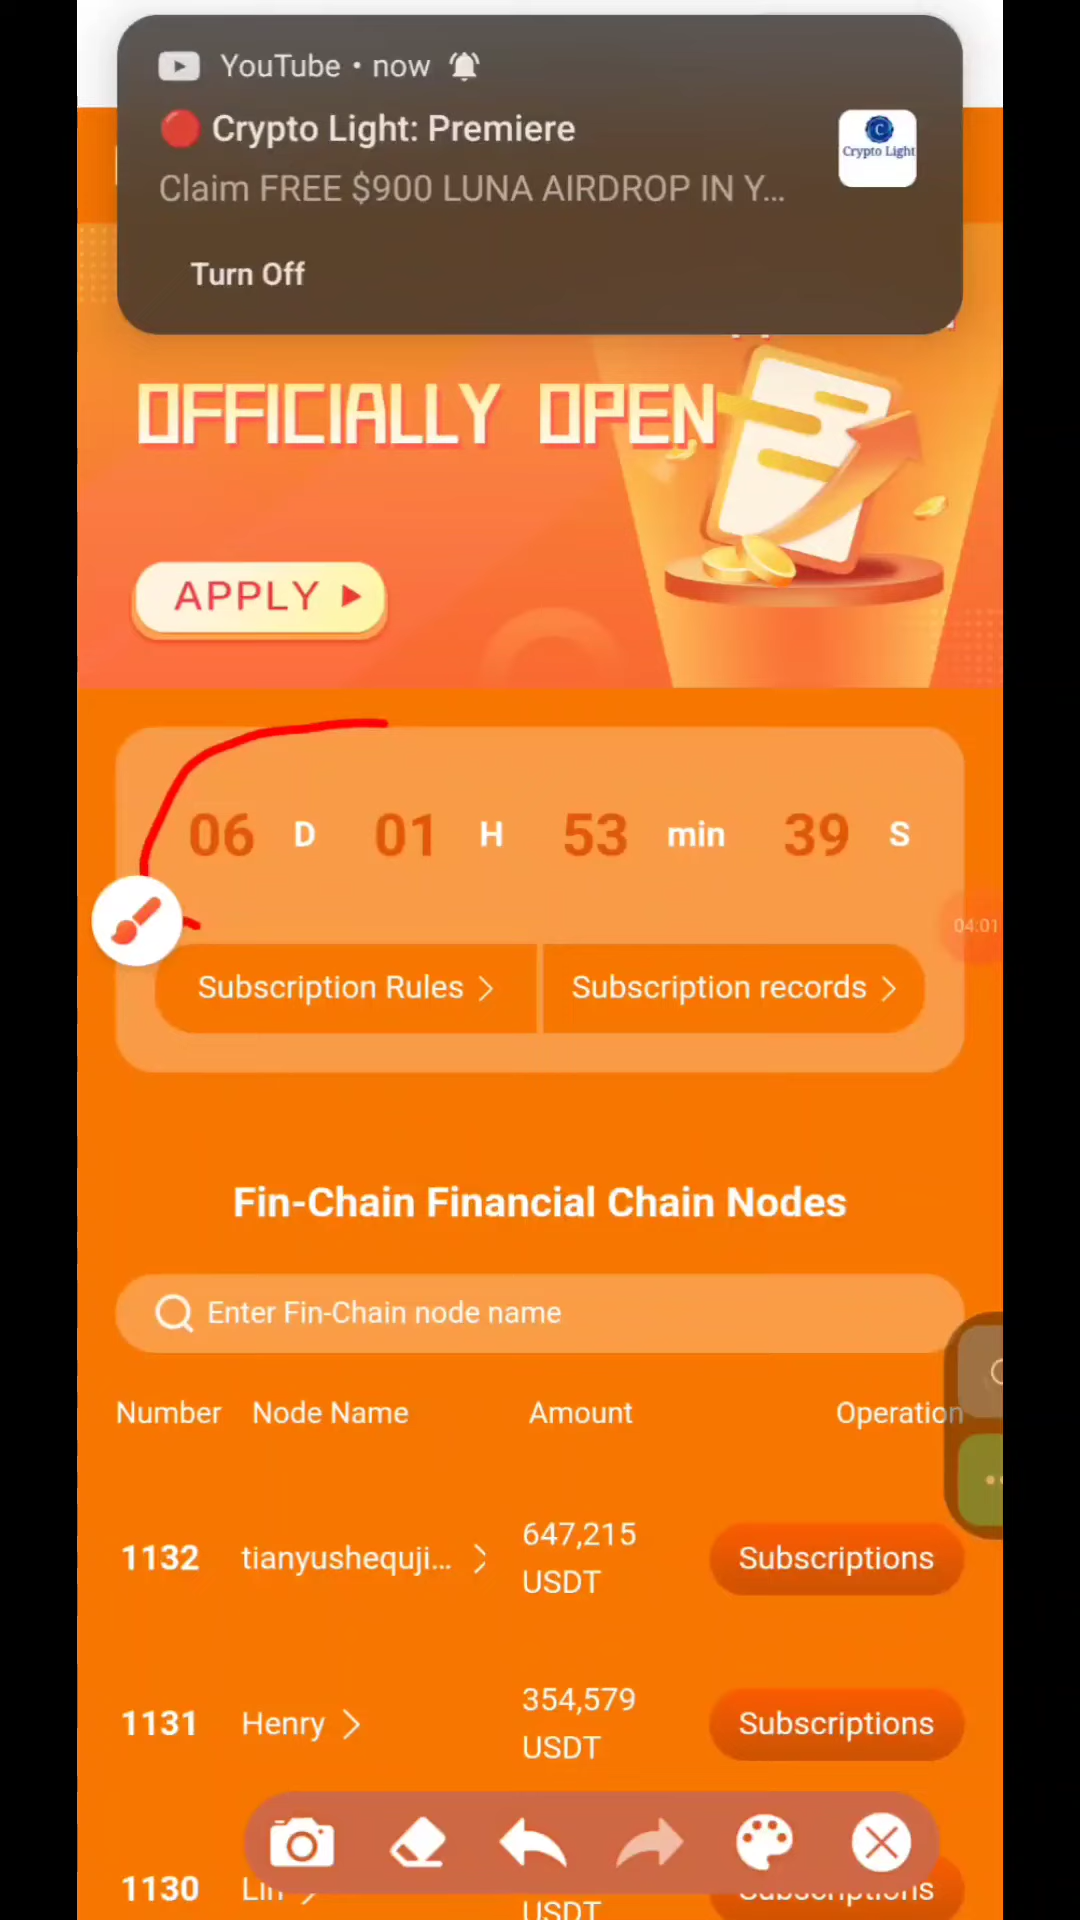 YouTube • now
Crypto Light: Premiere
Claim FREE $900 LUNA AIRDROP IN Y...
C
Crypto Light
Turn Off
OFFICIALLY OPEN
APPLY
06 D 01 H 53 min 39 S
04:01
Subscription Rules
Subscription records
Fin-Chain Financial Chain Nodes
Enter Fin-Chain node name
Number Node Name Amount Operation
1132 tianyushequji... 647,215 USDT Subscriptions
1131 Henry 354,579 USDT Subscriptions
1130 Lin USDT Subscriptions